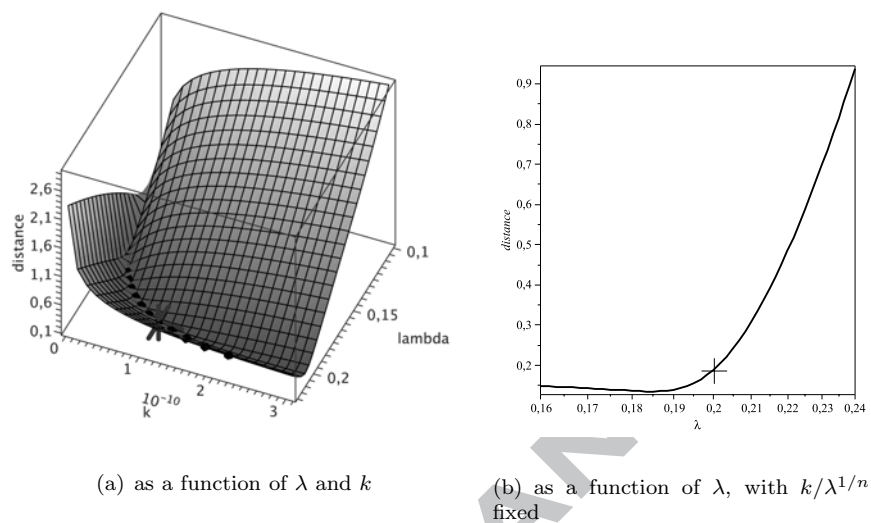 2,6
2,1
1,6
1,1
0,6
0,1
distance
0
1
2
3
10⁻¹⁰
k
0,1
0,15
0,2
lambda
0,9
0,8
0,7
0,6
0,5
0,4
0,3
0,2
distance
0,16 0,17 0,18 0,19 0,2 0,21 0,22 0,23 0,24
λ
(a) as a function of λ and k
(b) as a function of λ, with k/λ^{1/n}
fixed